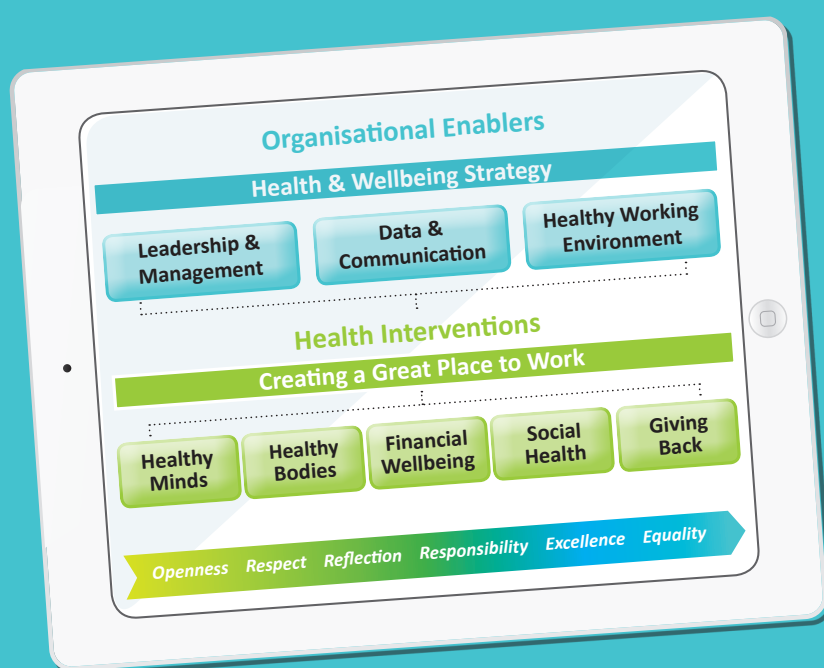 Organisational Enablers
Health & Wellbeing Strategy
Leadership &
Management
Data &
Communication
Healthy Working
Environment
Health Interventions
Creating a Great Place to Work
Healthy
Minds
Healthy
Bodies
Financial
Wellbeing
Social
Health
Giving
Back
Openness Respect Reflection Responsibility Excellence Equality